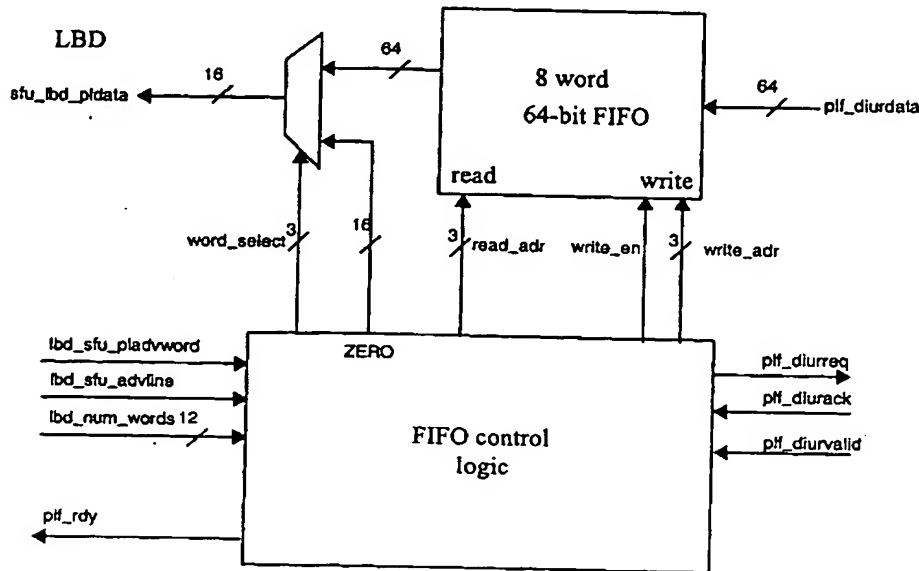 LBD
sfu_lbd_pldata
16
64
8 word
64-bit FIFO
64
plf_diurdata
read
write
word_select
3
16
3
read_adr
write_en
3
write_adr
ZERO
lbd_sfu_pladvword
lbd_sfu_advline
lbd_num_words 12
FIFO control
logic
plf_diurreq
plf_diurack
plf_diurvalid
plf_rdy